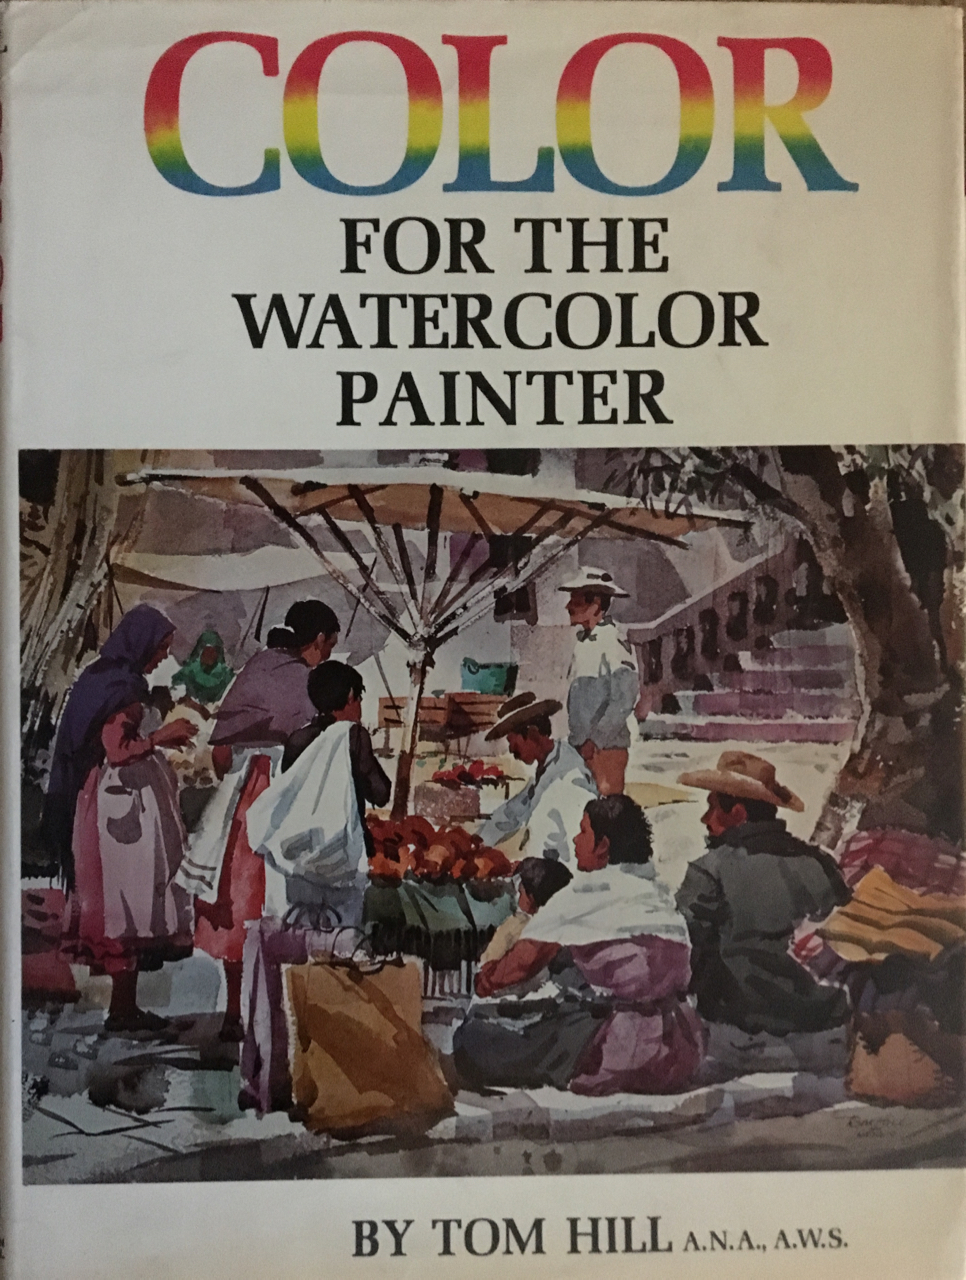 COLOR
FOR THE
WATERCOLOR
PAINTER
BY TOM HILL A.N.A., A.W.S.